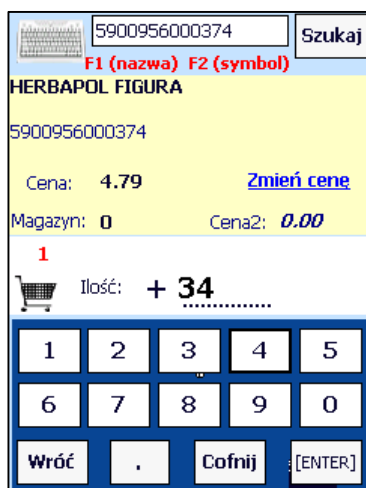 5900956000374 Szukaj
F1 (nazwa) F2 (symbol)
HERBAPOL FIGURA
5900956000374
Cena: 4.79 Zmień cenę
Magazyn: 0 Cena2: 0.00
1
Ilość: + 34
1 2 3 4 5
6 7 8 9 0
Wróć . Cofnij [ENTER]